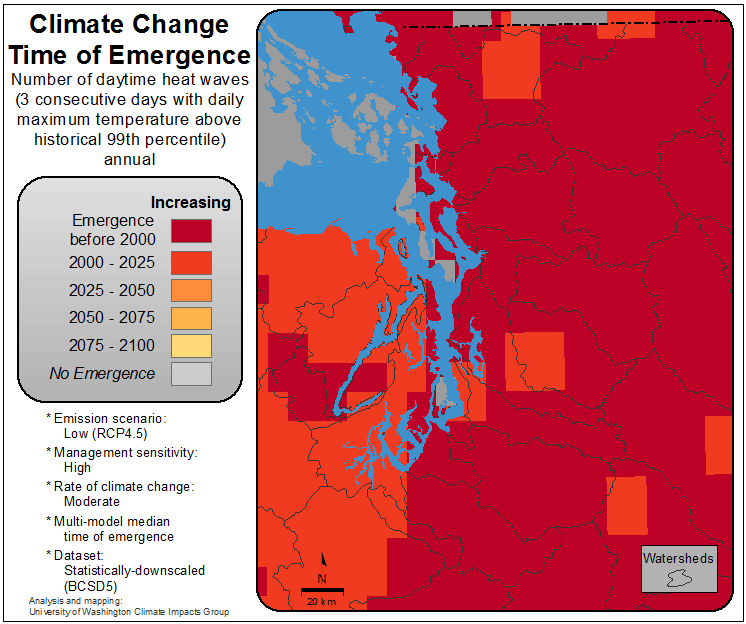 Climate Change
Time of Emergence
Number of daytime heat waves
(3 consecutive days with daily
maximum temperature above
historical 99th percentile)
annual
Increasing
Emergence
before 2000
2000 - 2025
2025 - 2050
2050 - 2075
2075 - 2100
No Emergence
* Emission scenario:
Low (RCP4.5)
* Management sensitivity:
High
* Rate of climate change:
Moderate
* Multi-model median
time of emergence
* Dataset:
Statistically-downscaled
(BCSD5)
Analysis and mapping:
University of Washington Climate Impacts Group
N
20 km
Watersheds